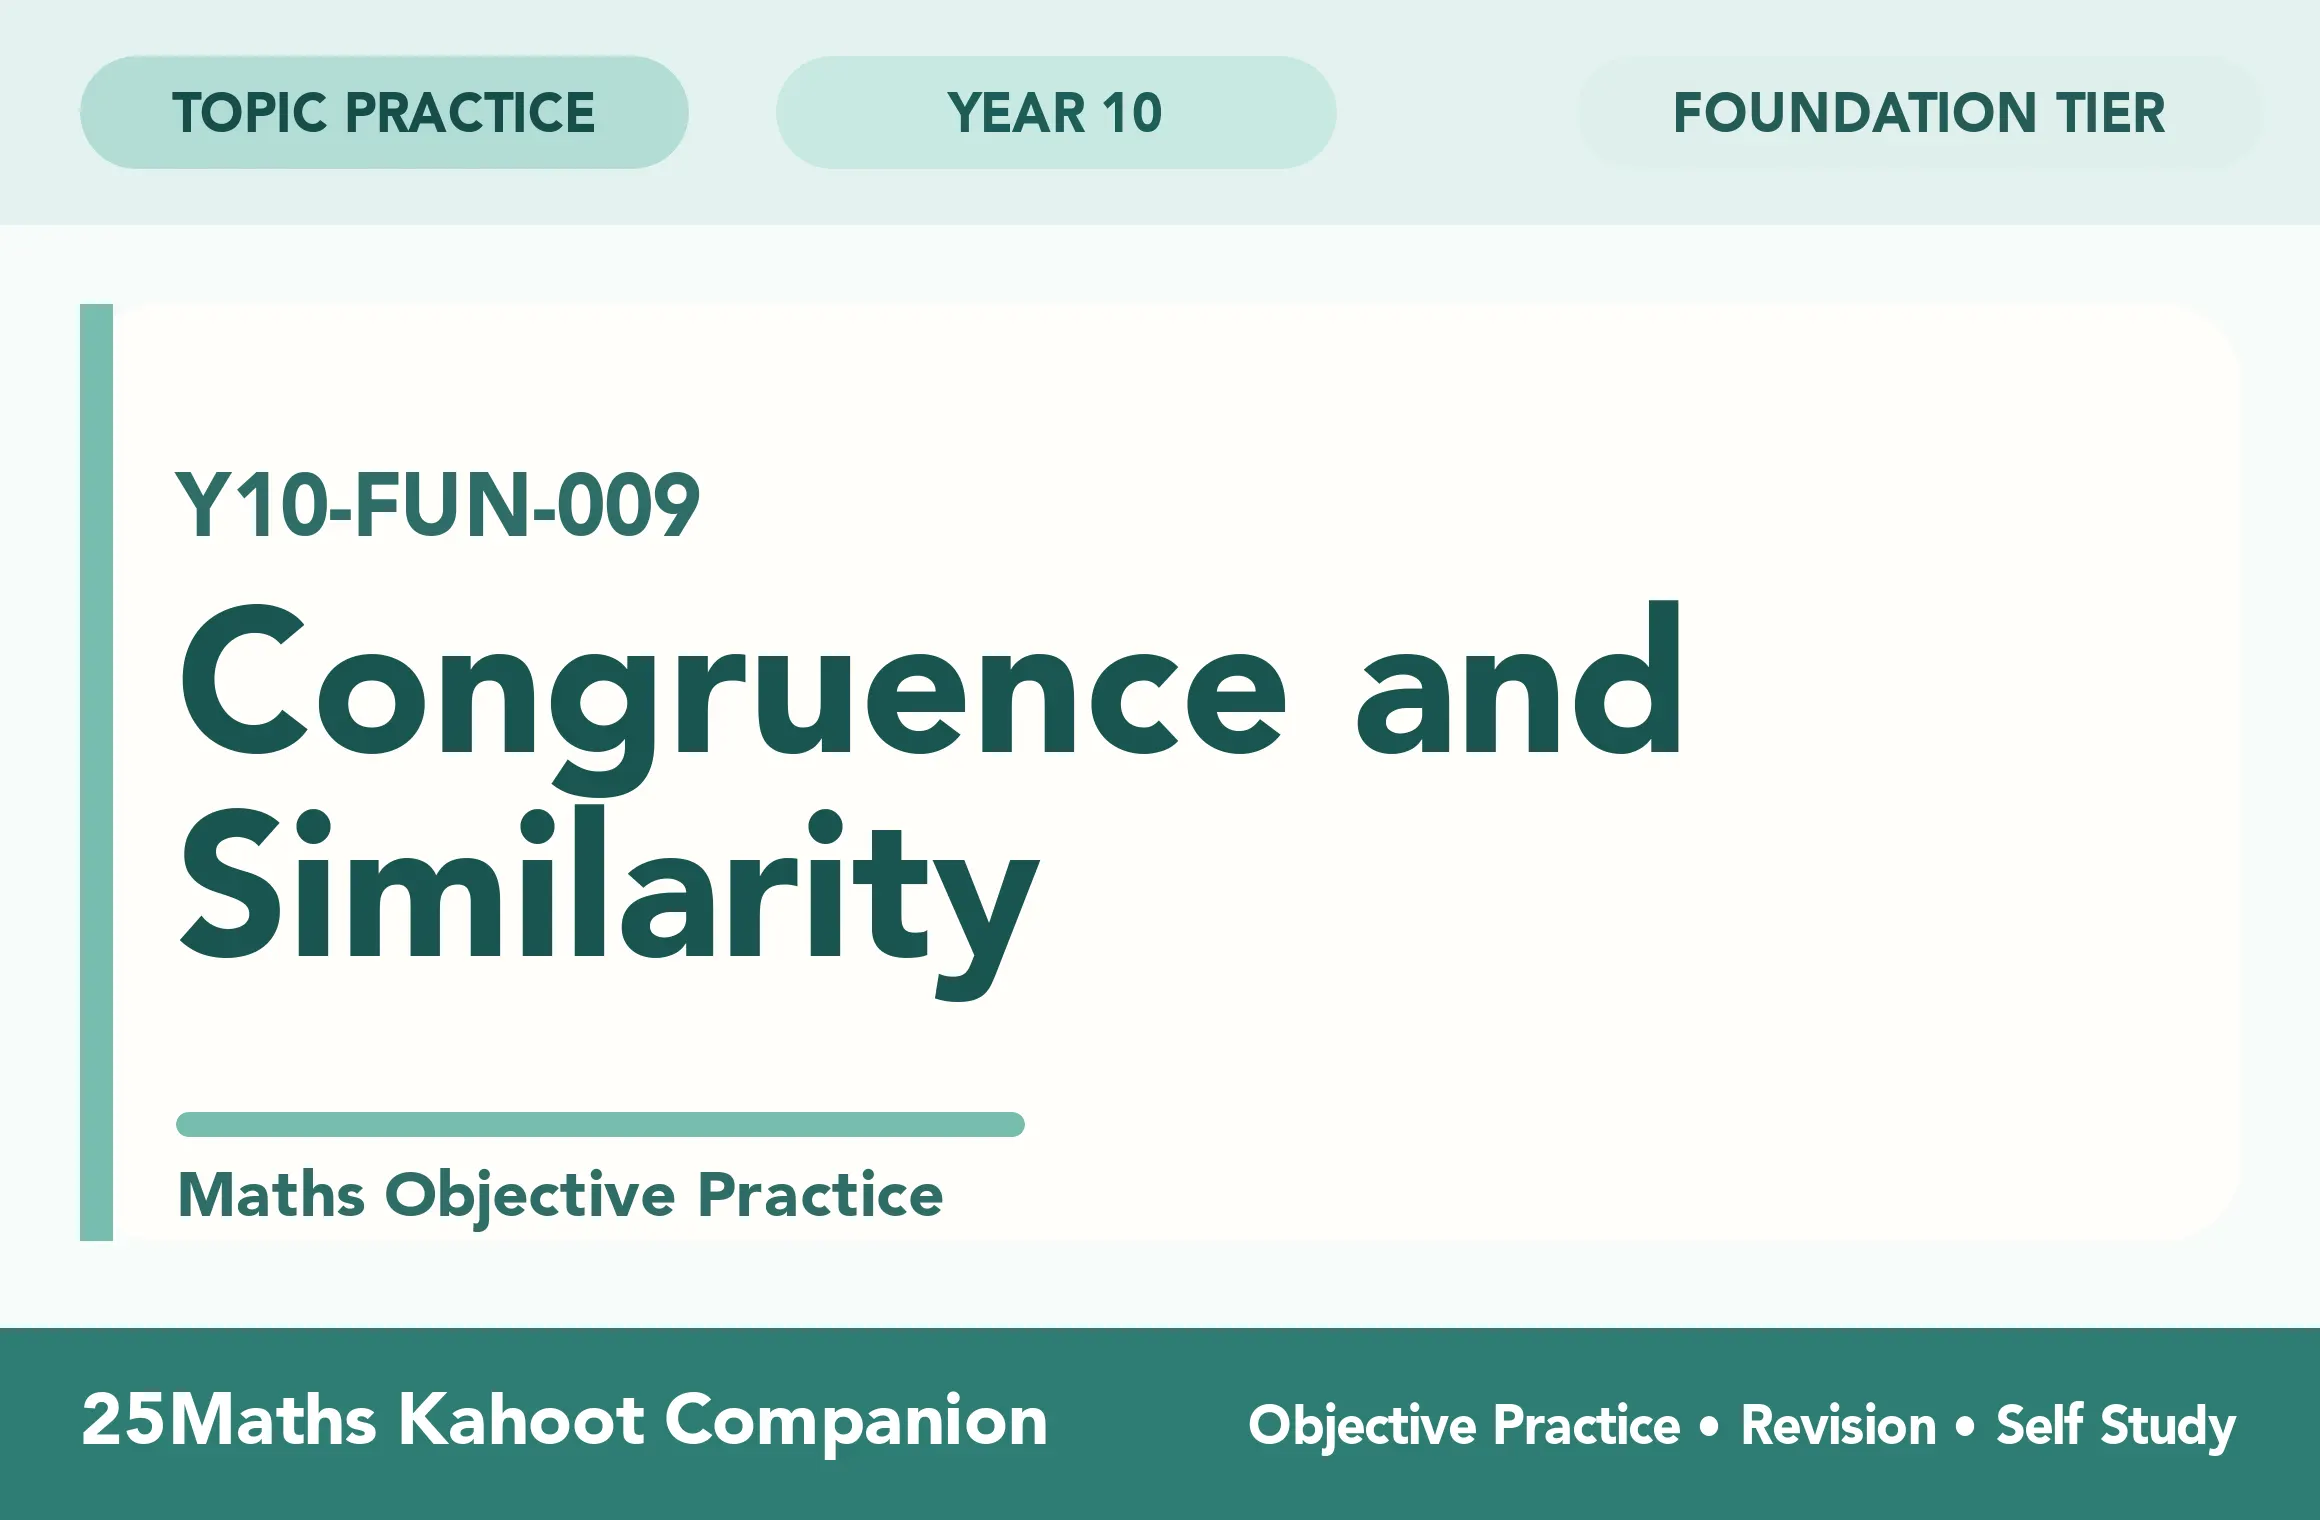 TOPIC PRACTICE
YEAR 10
FOUNDATION TIER
Y10-FUN-009
Congruence and
Similarity
Maths Objective Practice
25Maths Kahoot Companion
Objective Practice • Revision • Self Study